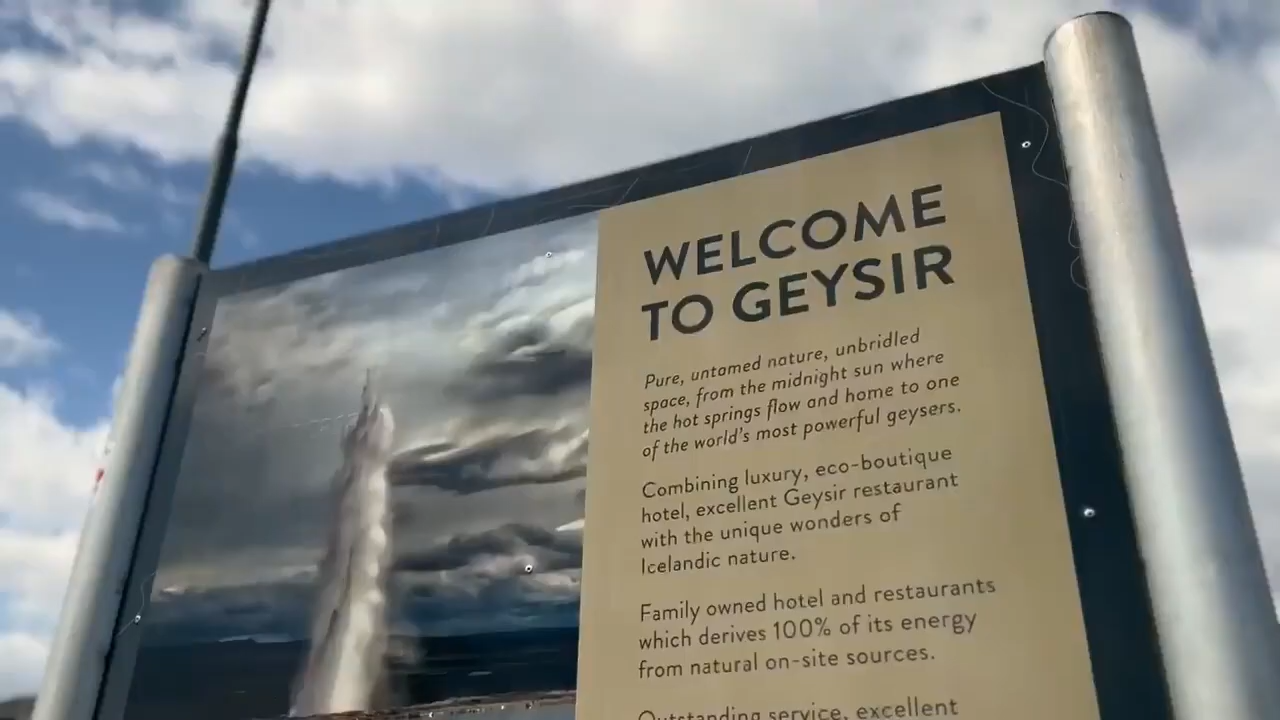 WELCOME
TO GEYSIR
Pure, untamed nature, unbridled
space, from the midnight sun where
the hot springs flow and home to one
of the world's most powerful geysers.
Combining luxury, eco-boutique
hotel, excellent Geysir restaurant
with the unique wonders of
Icelandic nature.
Family owned hotel and restaurants
which derives 100% of its energy
from natural on-site sources.
Outstanding service, excellent